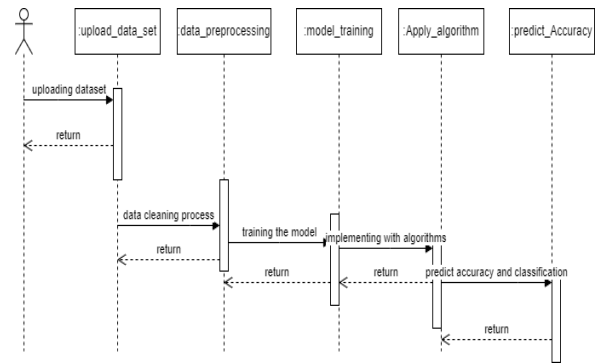 :upload_data_set
:data_preprocessing
:model_training
:Apply_algorithm
:predict_Accuracy
uploading dataset
return
data cleaning process
return
training the model
return
implementing with algorithms
return
predict accuracy and classification
return